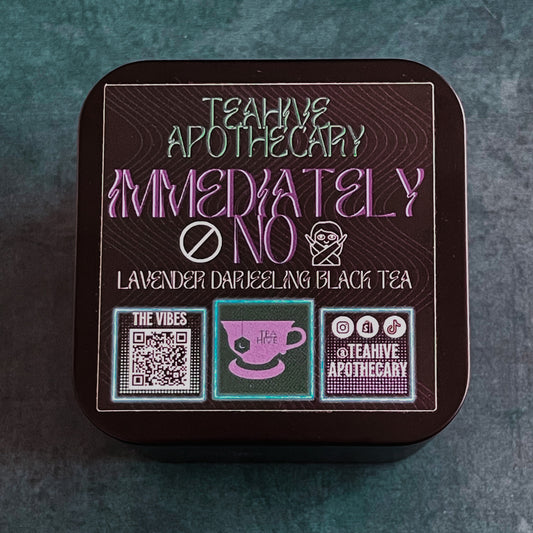 TEAHIVE
APOTHECARY
IMMEDIATELY
NO
LAVENDER DARJEELING BLACK TEA
THE VIBES
TEA
HIVE
@TEAHIVE
APOTHECARY